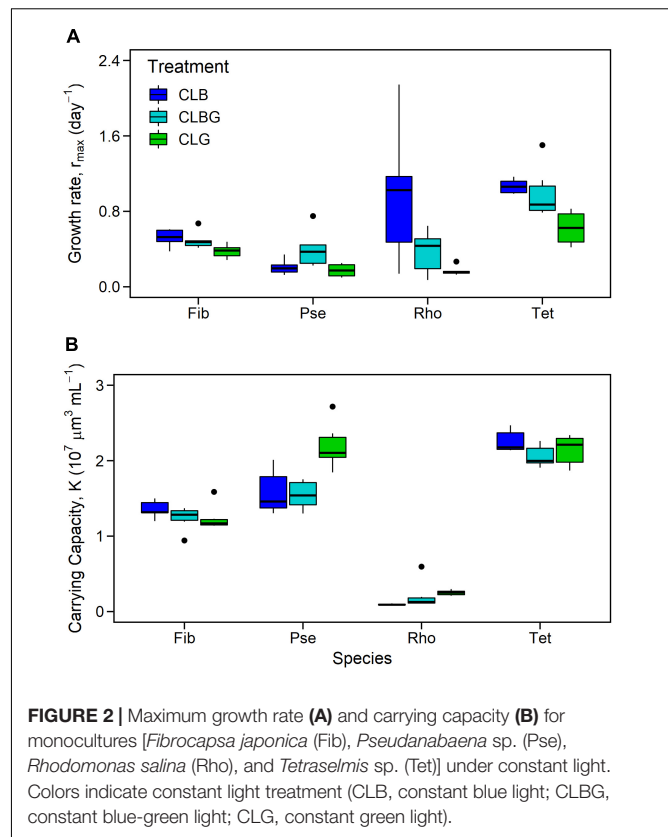 A
Treatment
CLB
CLBG
CLG
2.4
1.6
0.8
0.0
Growth rate, rmax (day−1)
Fib Pse Rho Tet
B
3
2
1
0
Carrying Capacity, K (10⁷ μm³ mL⁻¹)
Fib Pse Rho Tet
Species
FIGURE 2 | Maximum growth rate (A) and carrying capacity (B) for
monocultures [Fibrocapsa japonica (Fib), Pseudanabaena sp. (Pse),
Rhodomonas salina (Rho), and Tetraselmis sp. (Tet)] under constant light.
Colors indicate constant light treatment (CLB, constant blue light; CLBG,
constant blue-green light; CLG, constant green light).